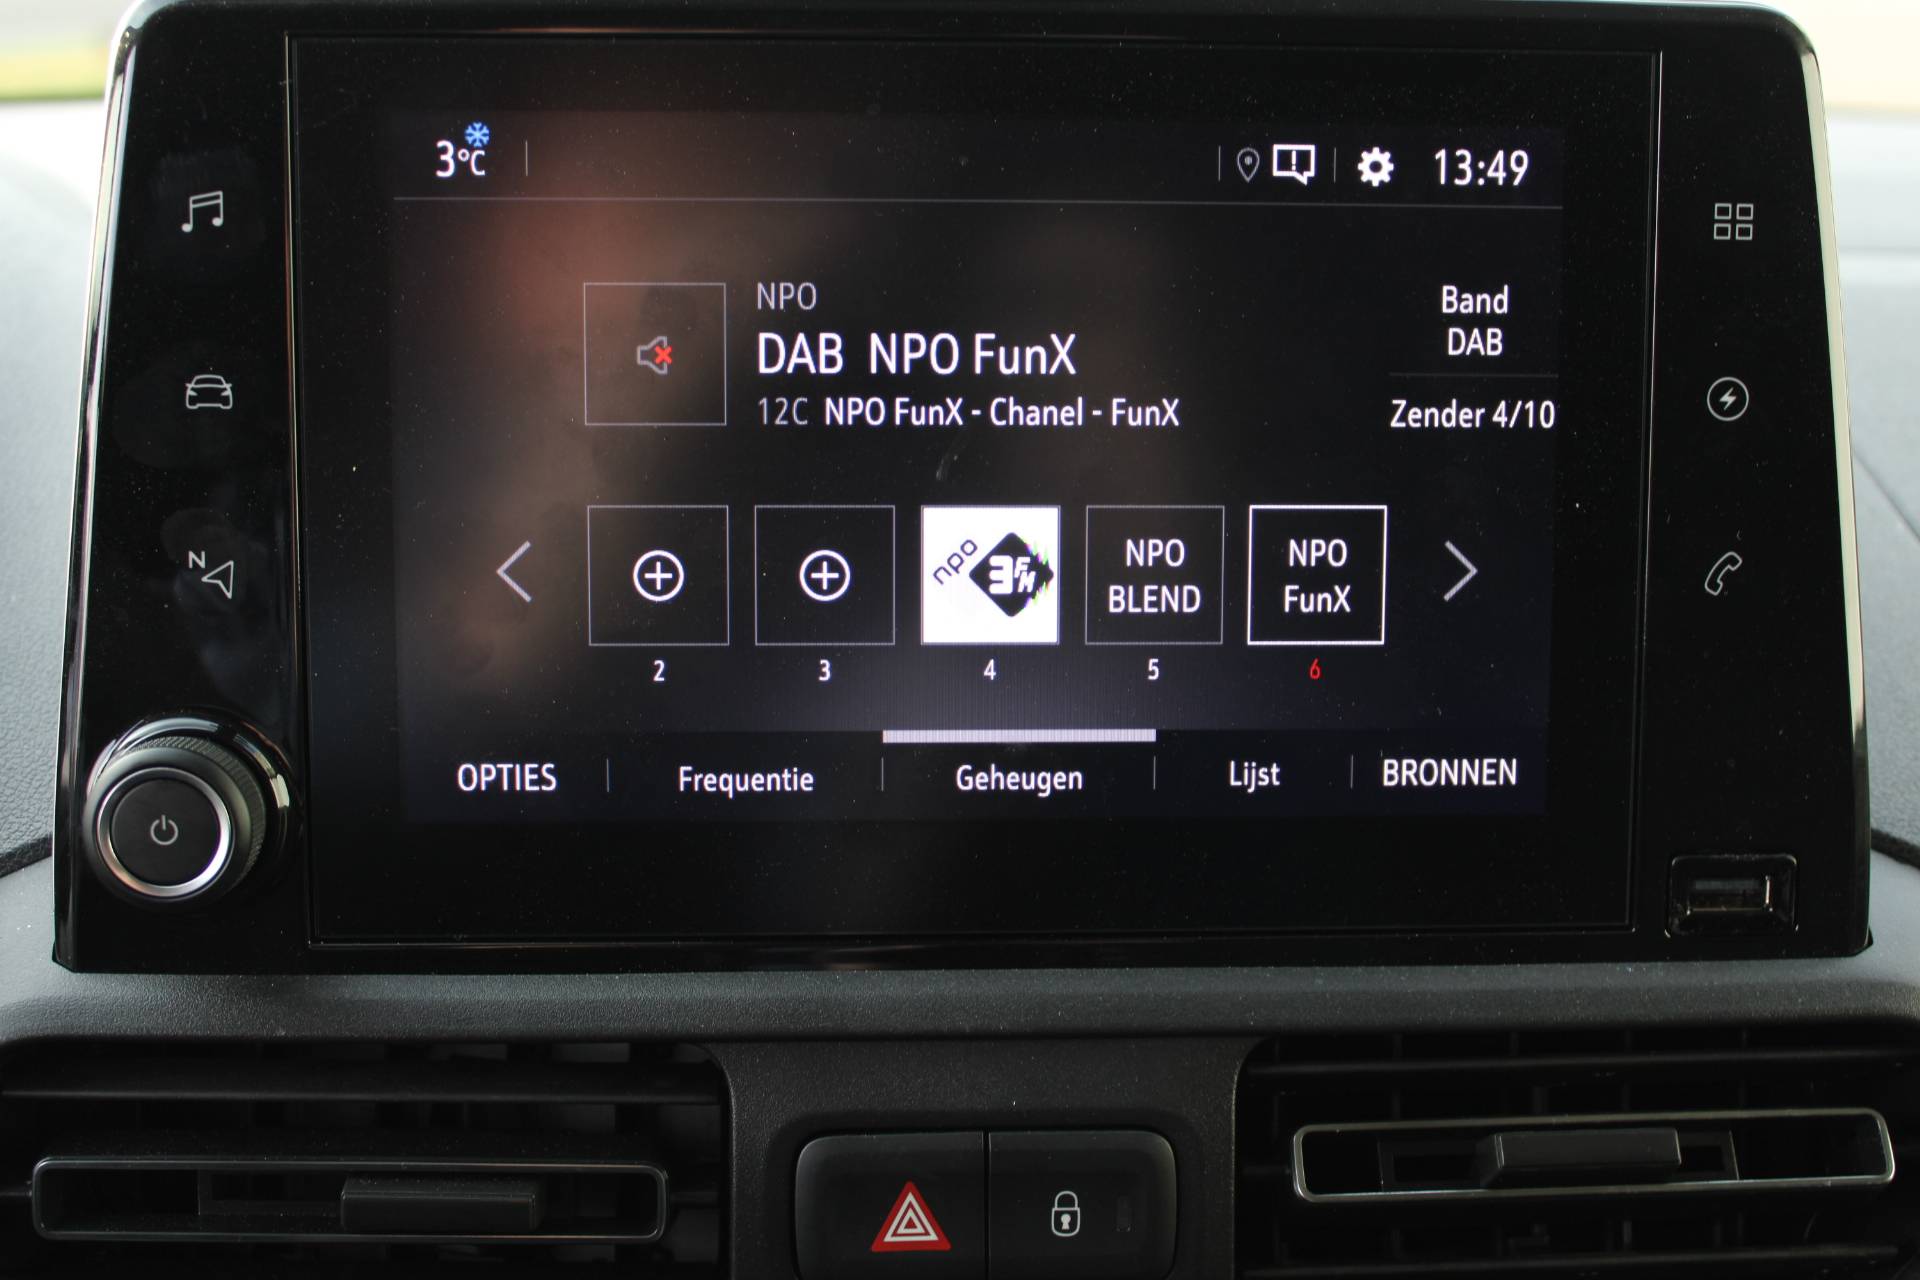 3°C
13:49
NPO
DAB NPO FunX
12C NPO FunX - Chanel - FunX
Band
DAB
Zender 4/10
N
npo 3FM
NPO
BLEND
NPO
FunX
2 3 4 5 6
OPTIES Frequentie Geheugen Lijst BRONNEN